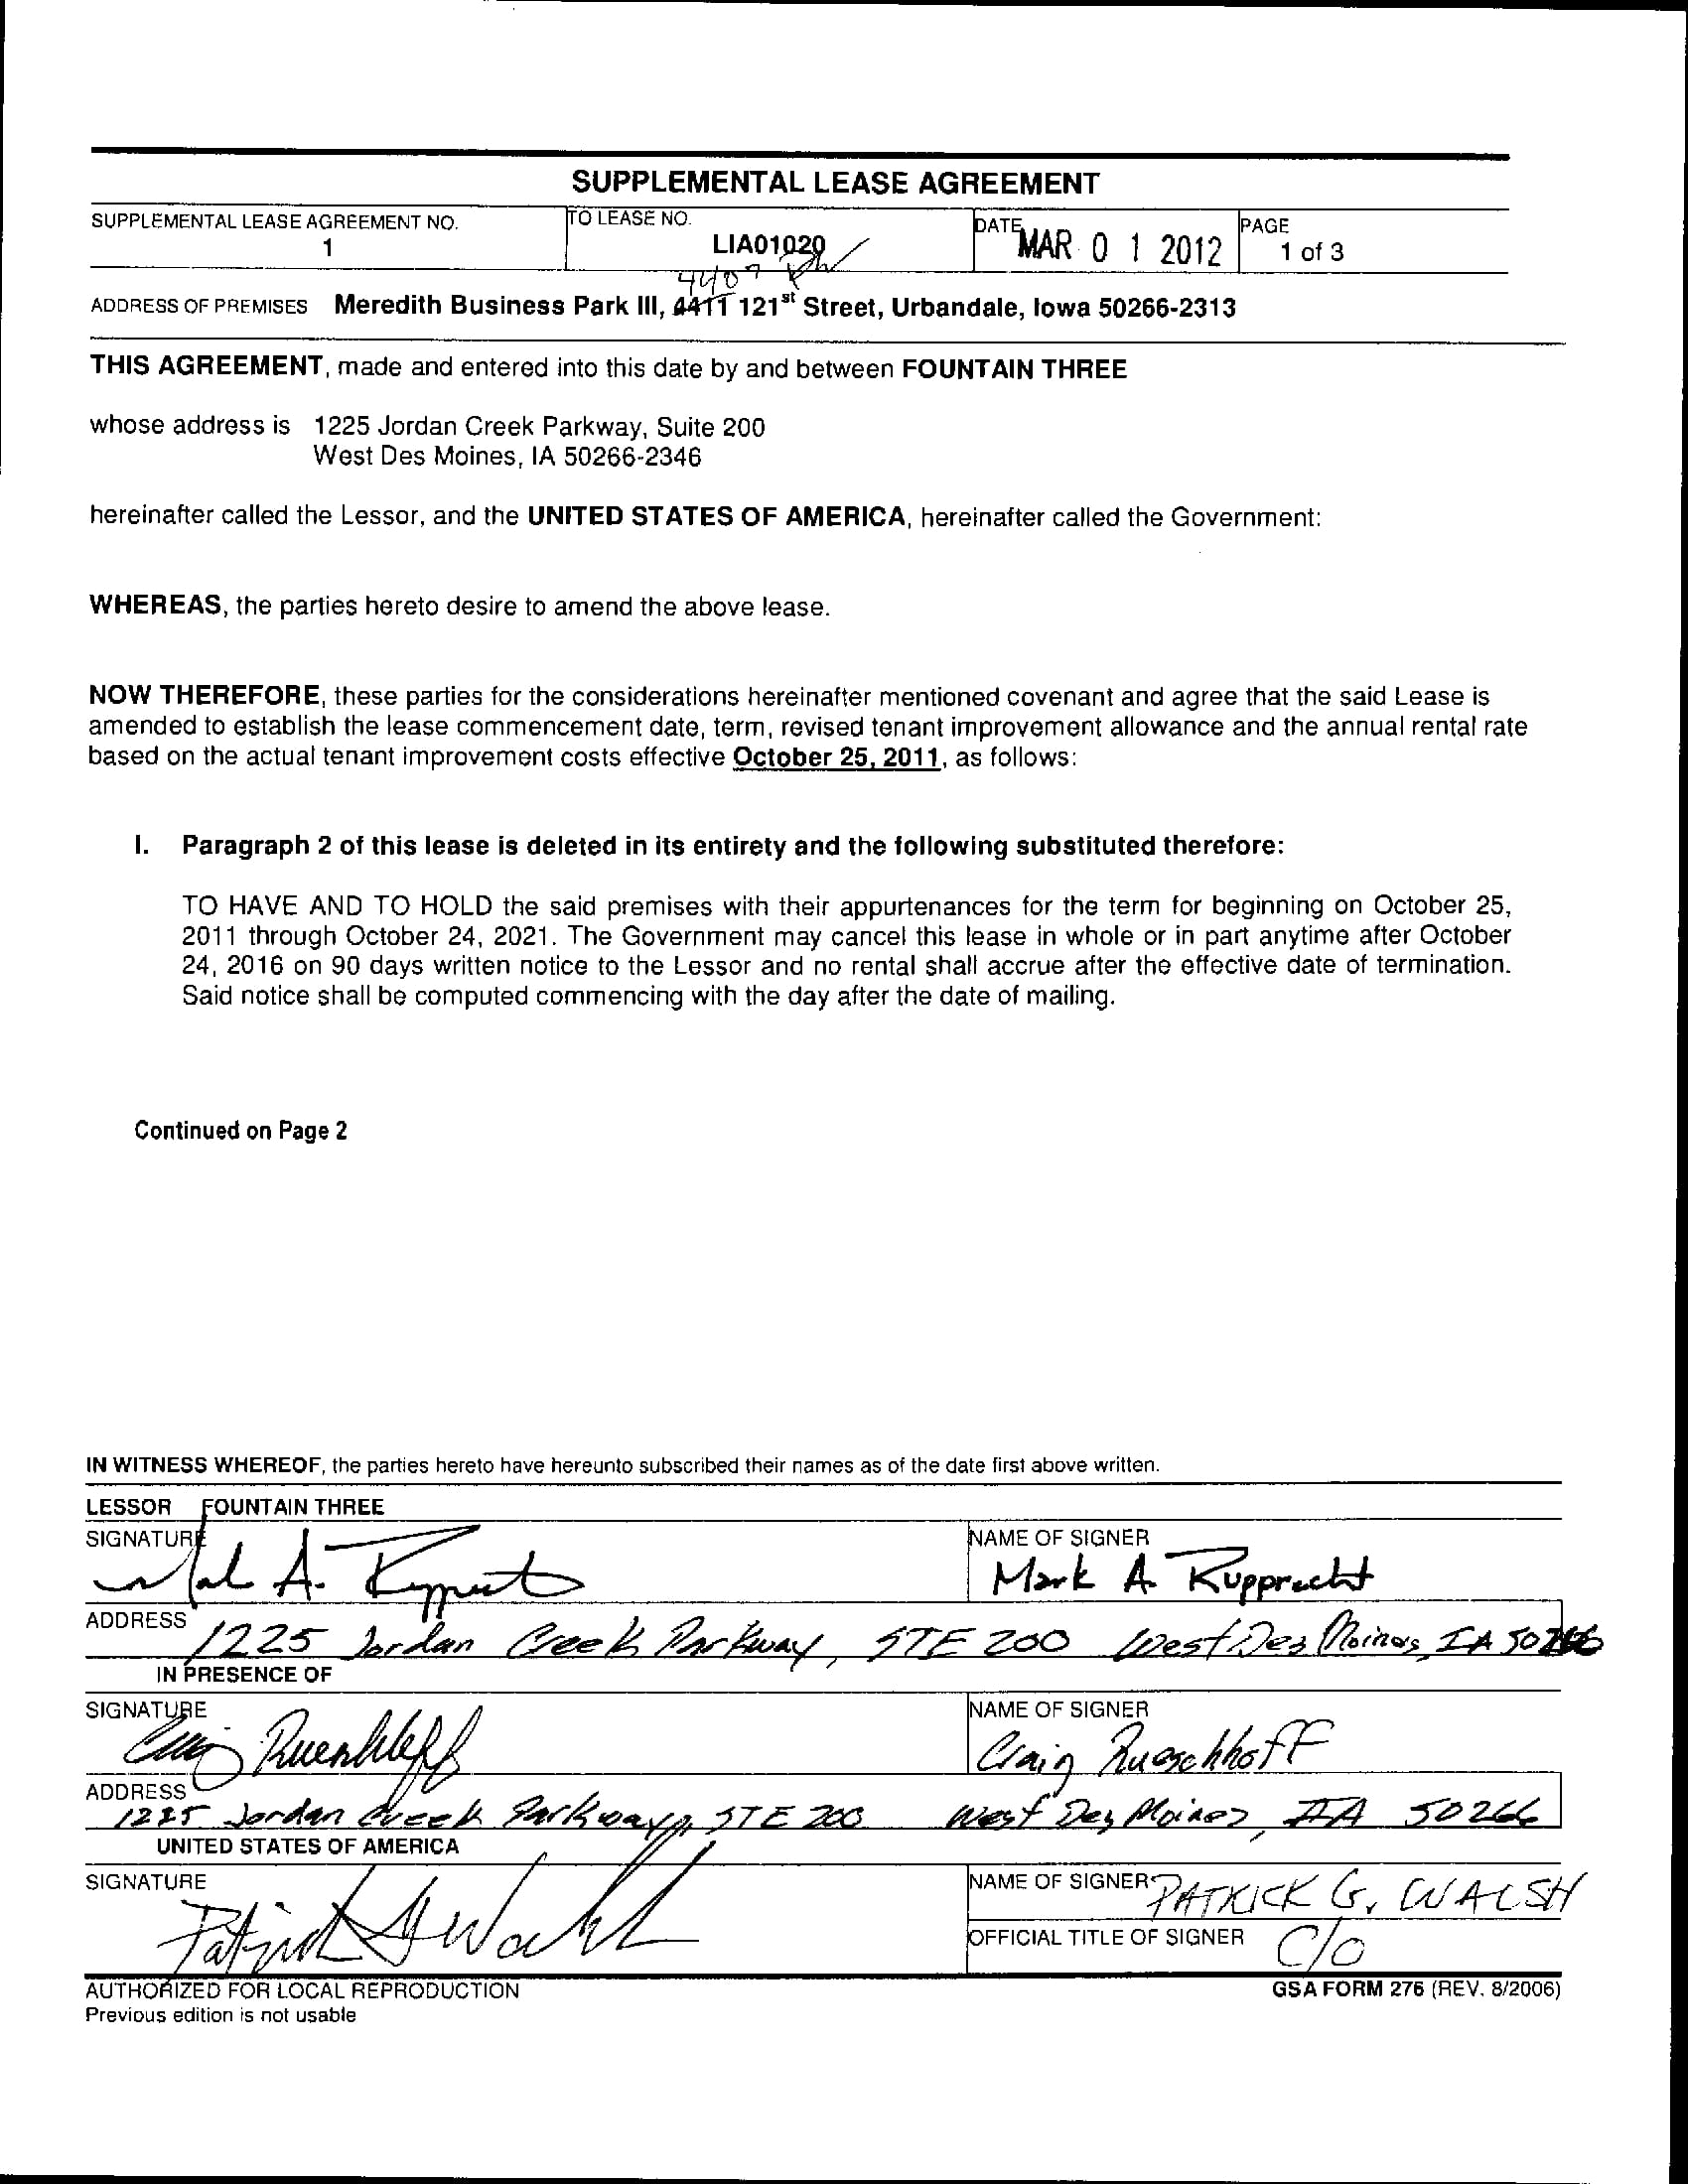 SUPPLEMENTAL LEASE AGREEMENT
SUPPLEMENTAL LEASE AGREEMENT NO.
1
TO LEASE NO.
LIA01020
DATE
MAR 0 1 2012
PAGE
1 of 3
4407
ADDRESS OF PREMISES Meredith Business Park III, 4411 121st Street, Urbandale, Iowa 50266-2313
THIS AGREEMENT, made and entered into this date by and between FOUNTAIN THREE
whose address is 1225 Jordan Creek Parkway, Suite 200
West Des Moines, IA 50266-2346
hereinafter called the Lessor, and the UNITED STATES OF AMERICA, hereinafter called the Government:
WHEREAS, the parties hereto desire to amend the above lease.
NOW THEREFORE, these parties for the considerations hereinafter mentioned covenant and agree that the said Lease is
amended to establish the lease commencement date, term, revised tenant improvement allowance and the annual rental rate
based on the actual tenant improvement costs effective October 25, 2011, as follows:
I. Paragraph 2 of this lease is deleted in its entirety and the following substituted therefore:
TO HAVE AND TO HOLD the said premises with their appurtenances for the term for beginning on October 25,
2011 through October 24, 2021. The Government may cancel this lease in whole or in part anytime after October
24, 2016 on 90 days written notice to the Lessor and no rental shall accrue after the effective date of termination.
Said notice shall be computed commencing with the day after the date of mailing.
Continued on Page 2
IN WITNESS WHEREOF, the parties hereto have hereunto subscribed their names as of the date first above written.
LESSOR FOUNTAIN THREE
SIGNATURE
NAME OF SIGNER
Mark A. Rupprecht
ADDRESS
1225 Jordan Creek Parkway, STE 200 West Des Moines, IA 50266
IN PRESENCE OF
SIGNATURE
NAME OF SIGNER
Craig Rueschhoff
ADDRESS
1225 Jordan Creek Parkway, STE 200 West Des Moines, IA 50266
UNITED STATES OF AMERICA
SIGNATURE
NAME OF SIGNER PATRICK G. WALSH
OFFICIAL TITLE OF SIGNER C/O
AUTHORIZED FOR LOCAL REPRODUCTION
Previous edition is not usable
GSA FORM 276 (REV. 8/2006)